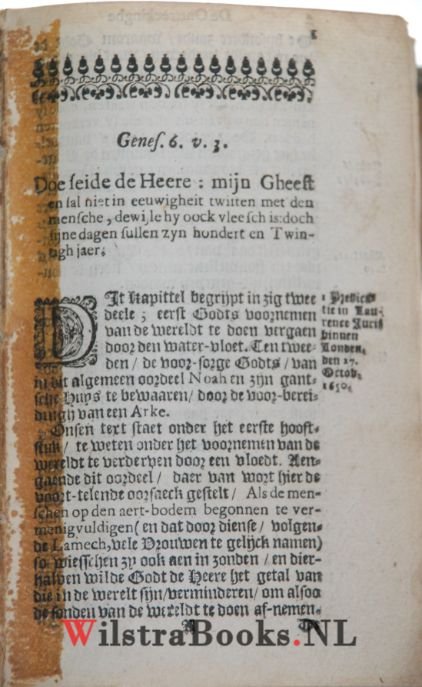 Genes. 6. v. 3.
Doe seide de Heere : mijn Gheest
en sal niet in eeuwigheit twisten met den
mensche, dewijle hy oock vleesch is: doch
sijne dagen sullen zyn hondert en Twin-
tigh jaer.
DIt Kapittel begrijpt in zig twee
deele; eerst Godts voornemen
van de wereldt te doen vergaen
door den water-vloet. Een twee-
den / de voor-sorge Godts / van
in dit algemeen oordeel Noah en zijn gant-
sche Huys te bewaaren / door de voor-berei-
dingh van een Arke.
Onsen text staet onder het eerste hooft-
stuk / te weten onder het voornemen van de
wereldt te verderven door een vloedt. Aen-
gaende dit oordeel / daer van wort hier de
voort-telende oorsaeck gestelt / Als de men-
schen op den aert-bodem begonnen te ver-
menigvuldigen (en dat door dien se / volgen-
de Lamech, vele Vrouwen te gelijck namen)
so wiesschen zy ook aen in zonden / en dier-
halven wilde Godt de Heere het getal van
die in de werelt sijn / verminderen / om alsoo
de sonden van de wereldt te doen af-nemen.
1 Predica-
tie in Lau-
rence Jurié
binnen
Londen,
den 27.
Octob,
1650.
A
WilstraBooks.NL